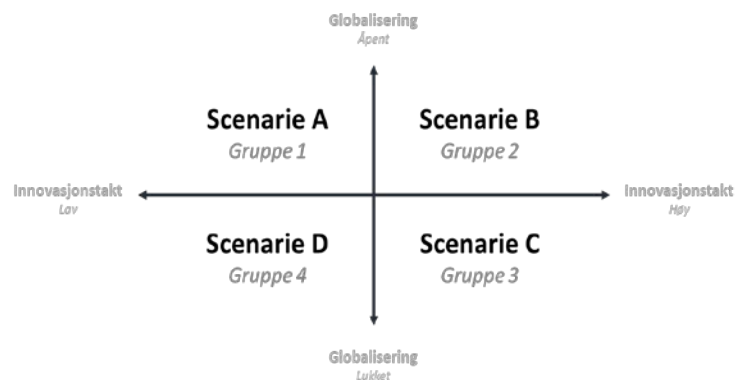 Globalisering
Åpent
Scenarie A
Gruppe 1
Scenarie B
Gruppe 2
Innovasjonstakt
Lav
Innovasjonstakt
Høy
Scenarie D
Gruppe 4
Scenarie C
Gruppe 3
Globalisering
Lukket